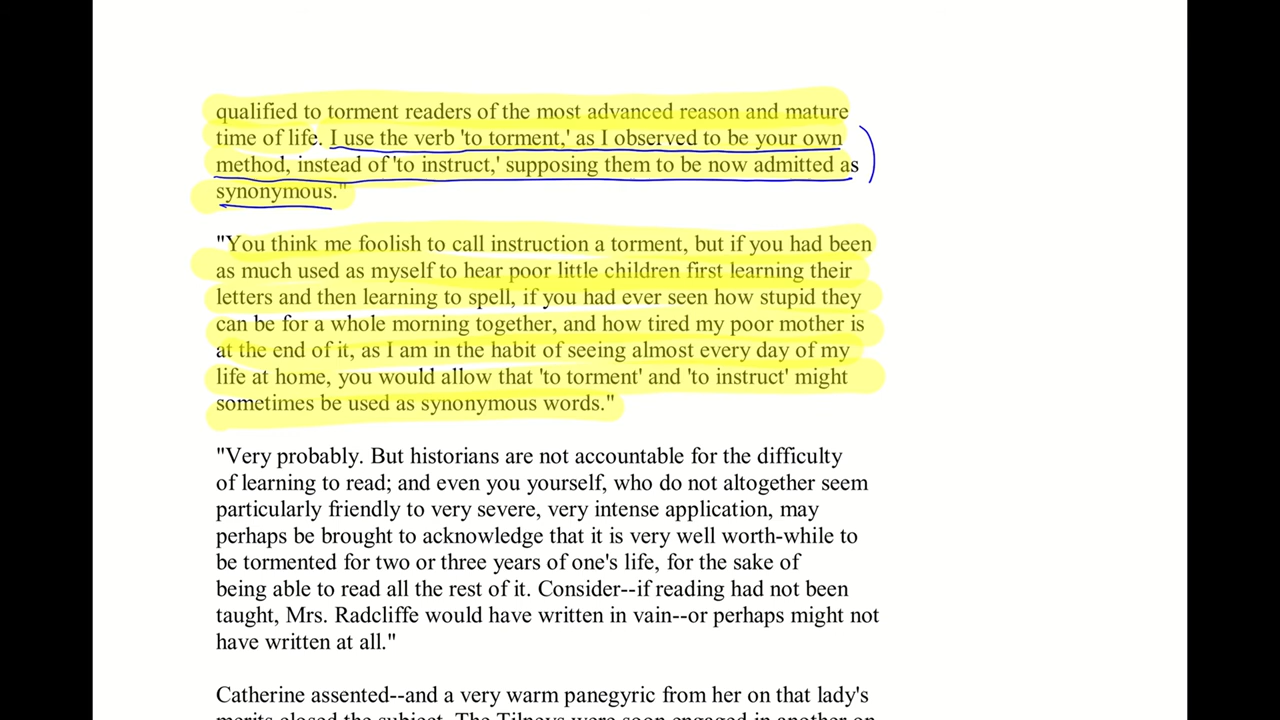 qualified to torment readers of the most advanced reason and mature
time of life. I use the verb 'to torment,' as I observed to be your own
method, instead of 'to instruct,' supposing them to be now admitted as
synonymous."
"You think me foolish to call instruction a torment, but if you had been
as much used as myself to hear poor little children first learning their
letters and then learning to spell, if you had ever seen how stupid they
can be for a whole morning together, and how tired my poor mother is
at the end of it, as I am in the habit of seeing almost every day of my
life at home, you would allow that 'to torment' and 'to instruct' might
sometimes be used as synonymous words."
"Very probably. But historians are not accountable for the difficulty
of learning to read; and even you yourself, who do not altogether seem
particularly friendly to very severe, very intense application, may
perhaps be brought to acknowledge that it is very well worth-while to
be tormented for two or three years of one's life, for the sake of
being able to read all the rest of it. Consider--if reading had not been
taught, Mrs. Radcliffe would have written in vain--or perhaps might not
have written at all."
Catherine assented--and a very warm panegyric from her on that lady's
merits closed the subject. The Tilneys were soon engaged in another on